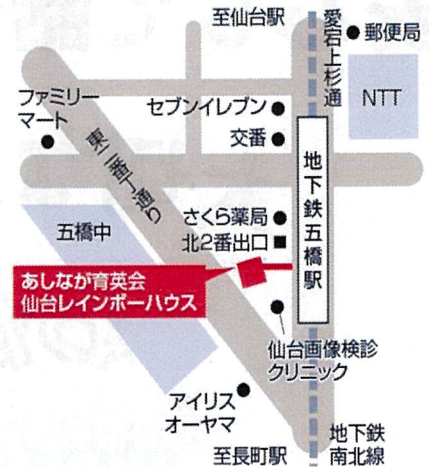 至仙台駅
愛宕上杉通
郵便局
NTT
ファミリー
マート
セブンイレブン
交番
東二番丁通り
地下鉄五橋駅
さくら薬局
北2番出口
五橋中
あしなが育英会
仙台レインボーハウス
仙台画像検診
クリニック
アイリス
オーヤマ
至長町駅
地下鉄
南北線